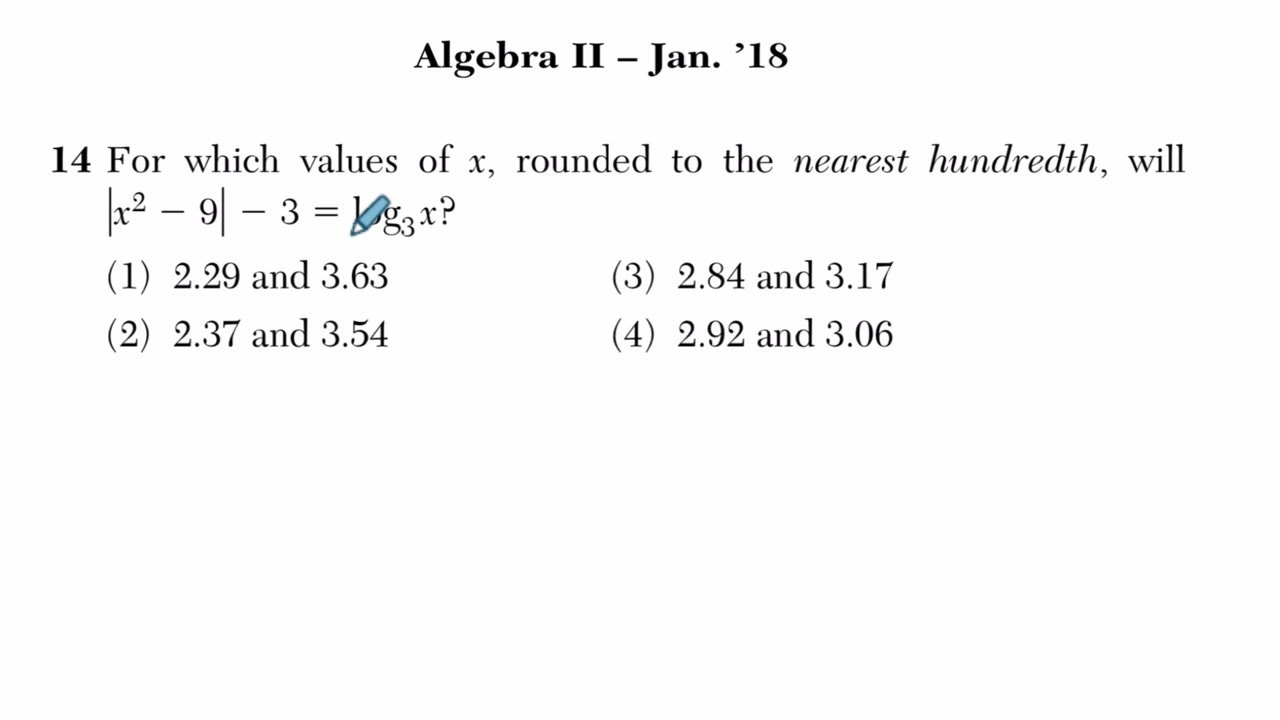 Algebra II – Jan. ’18
14 For which values of x, rounded to the nearest hundredth, will
|x² − 9| − 3 = log₃x?
(1) 2.29 and 3.63 (3) 2.84 and 3.17
(2) 2.37 and 3.54 (4) 2.92 and 3.06